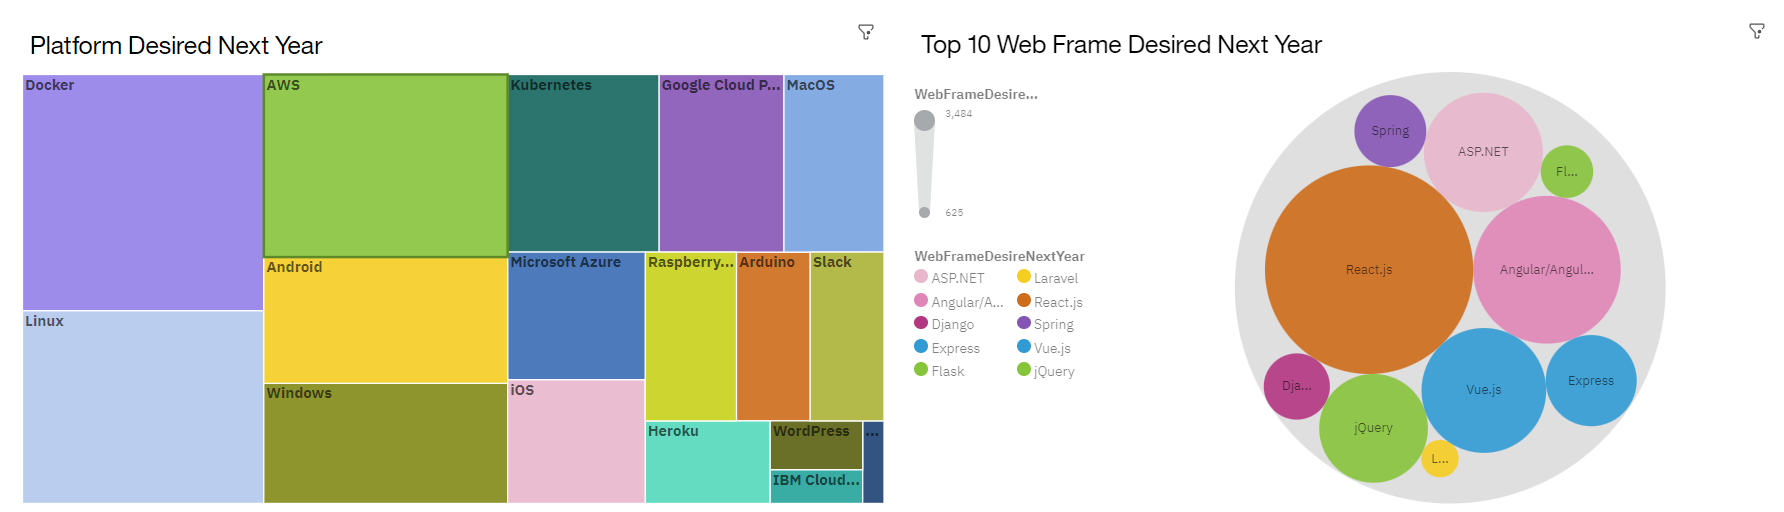 Platform Desired Next Year
Docker
AWS
Kubernetes
Google Cloud P...
MacOS
Linux
Android
Windows
Microsoft Azure
iOS
Raspberry...
Arduino
Slack
Heroku
WordPress
IBM Cloud...
...
Top 10 Web Frame Desired Next Year
WebFrameDesire...
3,484
625
WebFrameDesireNextYear
ASP.NET
Laravel
Angular/A...
React.js
Django
Spring
Express
Vue.js
Flask
jQuery
Spring
ASP.NET
Fl...
React.js
Angular/Angul...
Dja...
jQuery
Vue.js
Express
L...